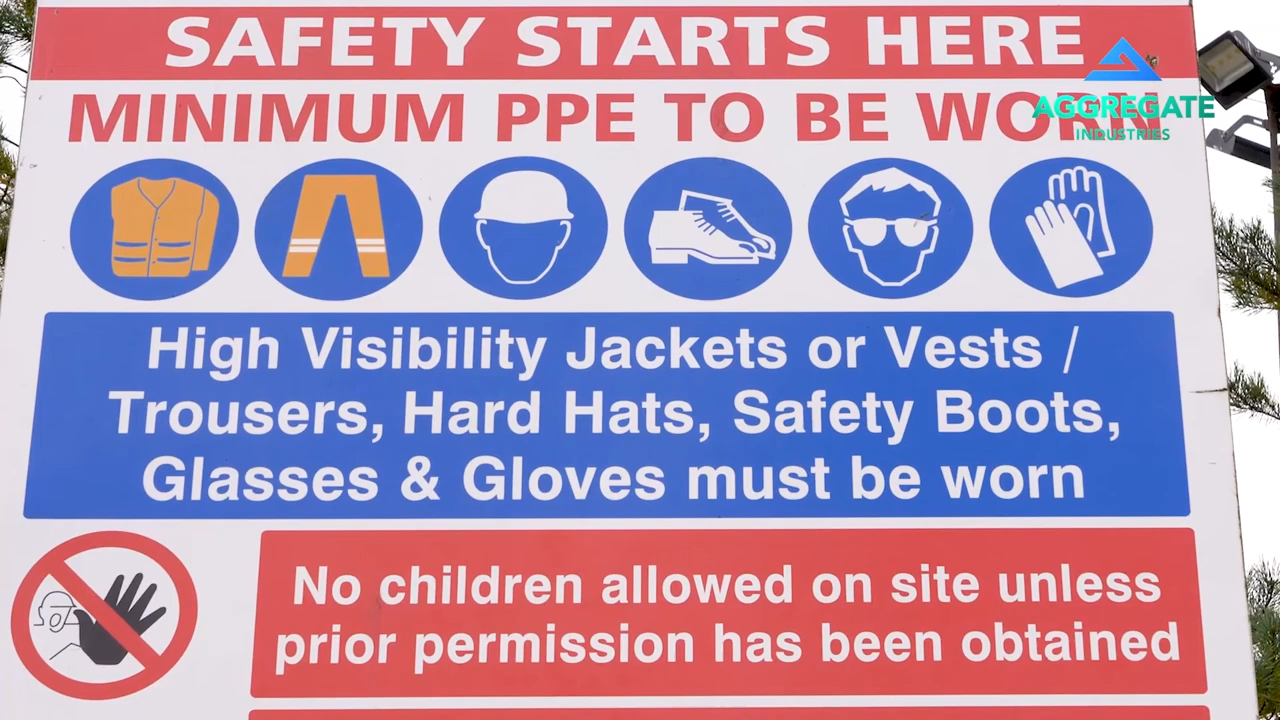 SAFETY STARTS HERE
MINIMUM PPE TO BE WORN
AGGREGATE
INDUSTRIES
High Visibility Jackets or Vests /
Trousers, Hard Hats, Safety Boots,
Glasses & Gloves must be worn
No children allowed on site unless
prior permission has been obtained